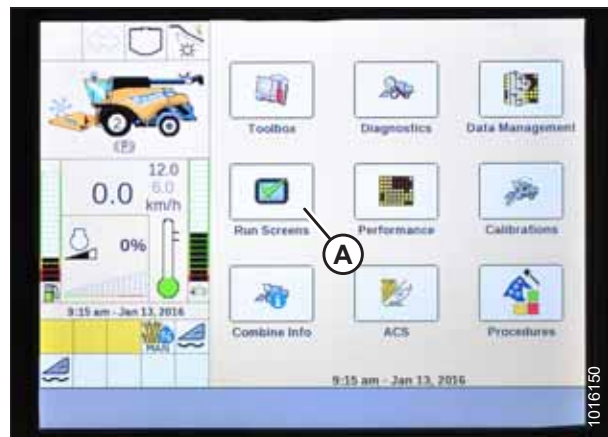 2
(P)
12.0
0.0
6.0
km/h
0%
9:15 am - Jan 13, 2016
MAN
Toolbox
Diagnostics
Data Management
Run Screens
Performance
Calibrations
A
Combine Info
ACS
Procedures
9:15 am - Jan 13, 2016
1016150